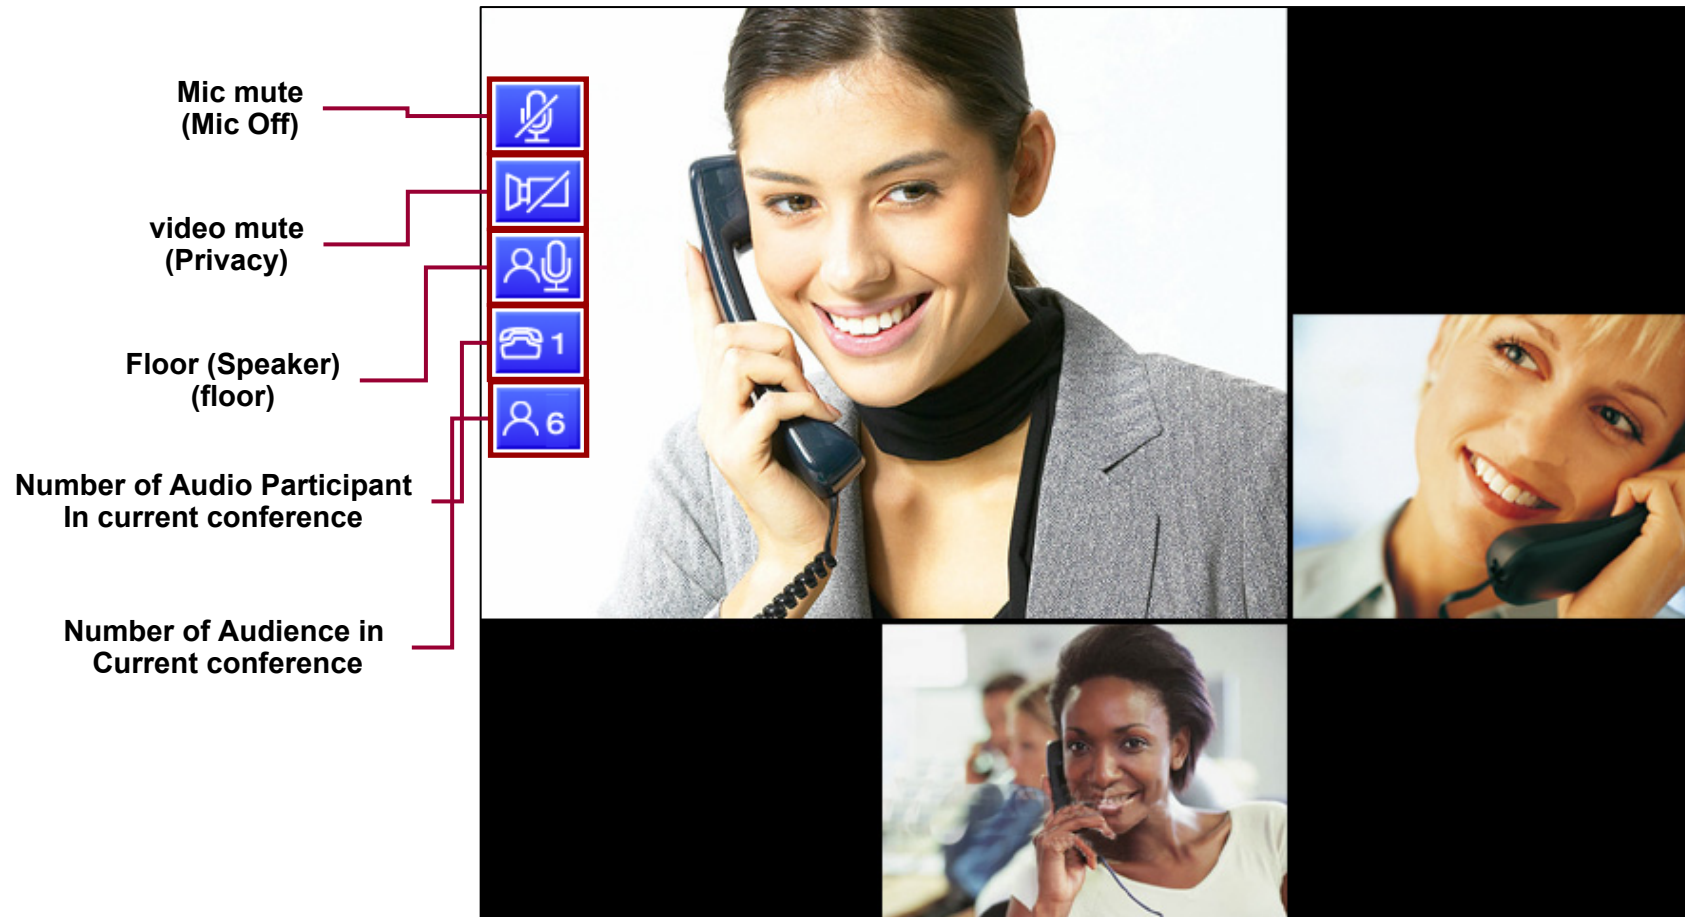 Mic mute
(Mic Off)
video mute
(Privacy)
Floor (Speaker)
(floor)
1
6
Number of Audio Participant
In current conference
Number of Audience in
Current conference